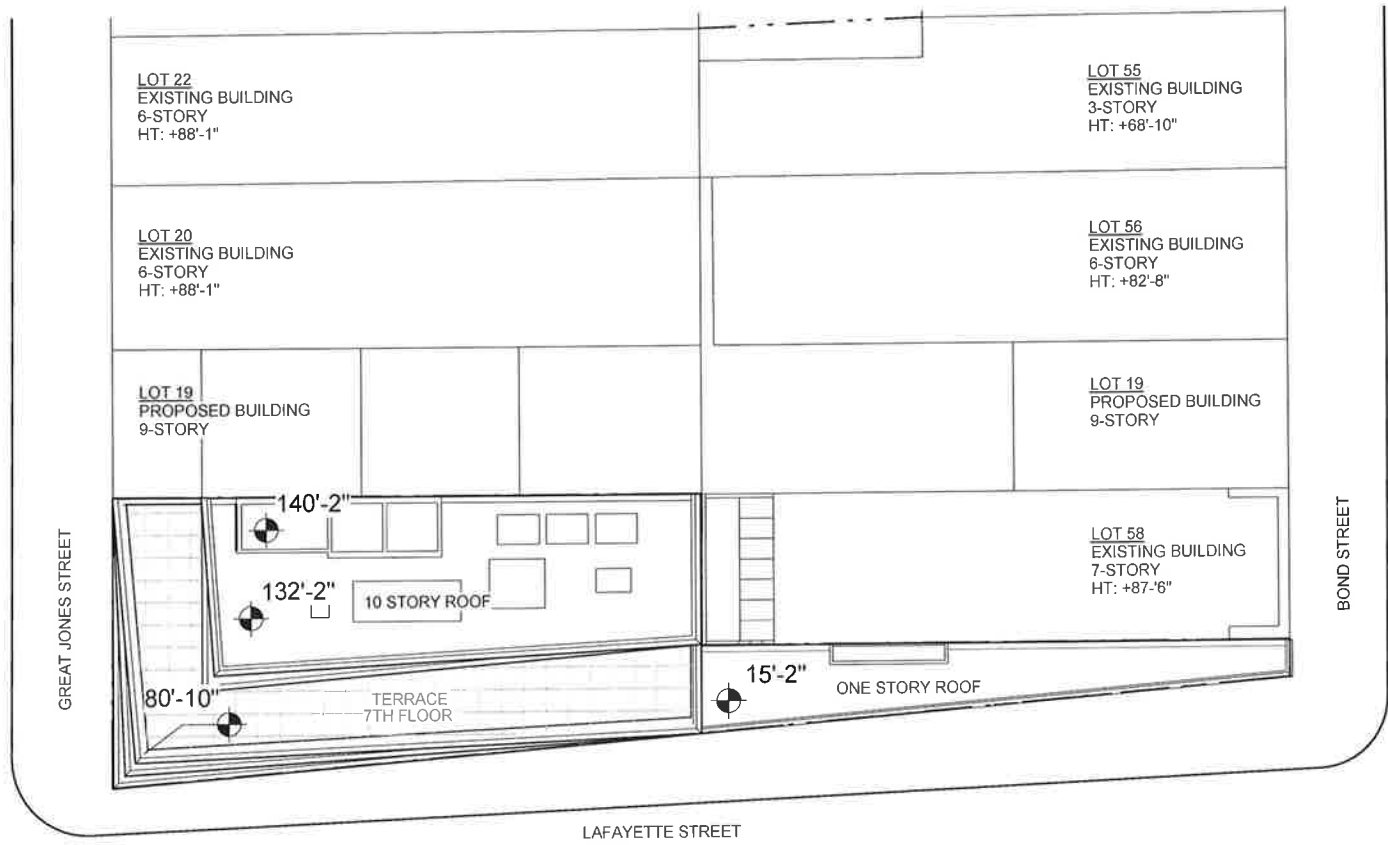 LOT 22
EXISTING BUILDING
6-STORY
HT: +88'-1"
LOT 55
EXISTING BUILDING
3-STORY
HT: +68'-10"
LOT 20
EXISTING BUILDING
6-STORY
HT: +88'-1"
LOT 56
EXISTING BUILDING
6-STORY
HT: +82'-8"
LOT 19
PROPOSED BUILDING
9-STORY
LOT 19
PROPOSED BUILDING
9-STORY
140'-2"
132'-2"
10 STORY ROOF
LOT 58
EXISTING BUILDING
7-STORY
HT: +87-'6"
GREAT JONES STREET
BOND STREET
80'-10"
TERRACE
7TH FLOOR
15'-2"
ONE STORY ROOF
LAFAYETTE STREET